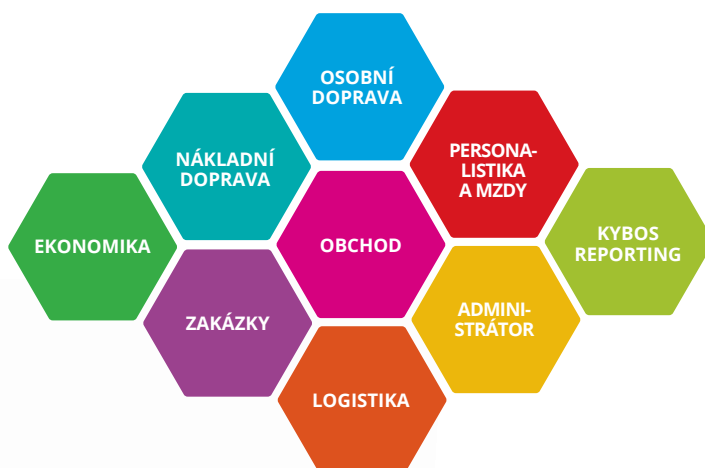 OSOBNÍ
DOPRAVA
NÁKLADNÍ
DOPRAVA
PERSONA-
LISTIKA
A MZDY
EKONOMIKA
OBCHOD
KYBOS
REPORTING
ZAKÁZKY
ADMINI-
STRÁTOR
LOGISTIKA